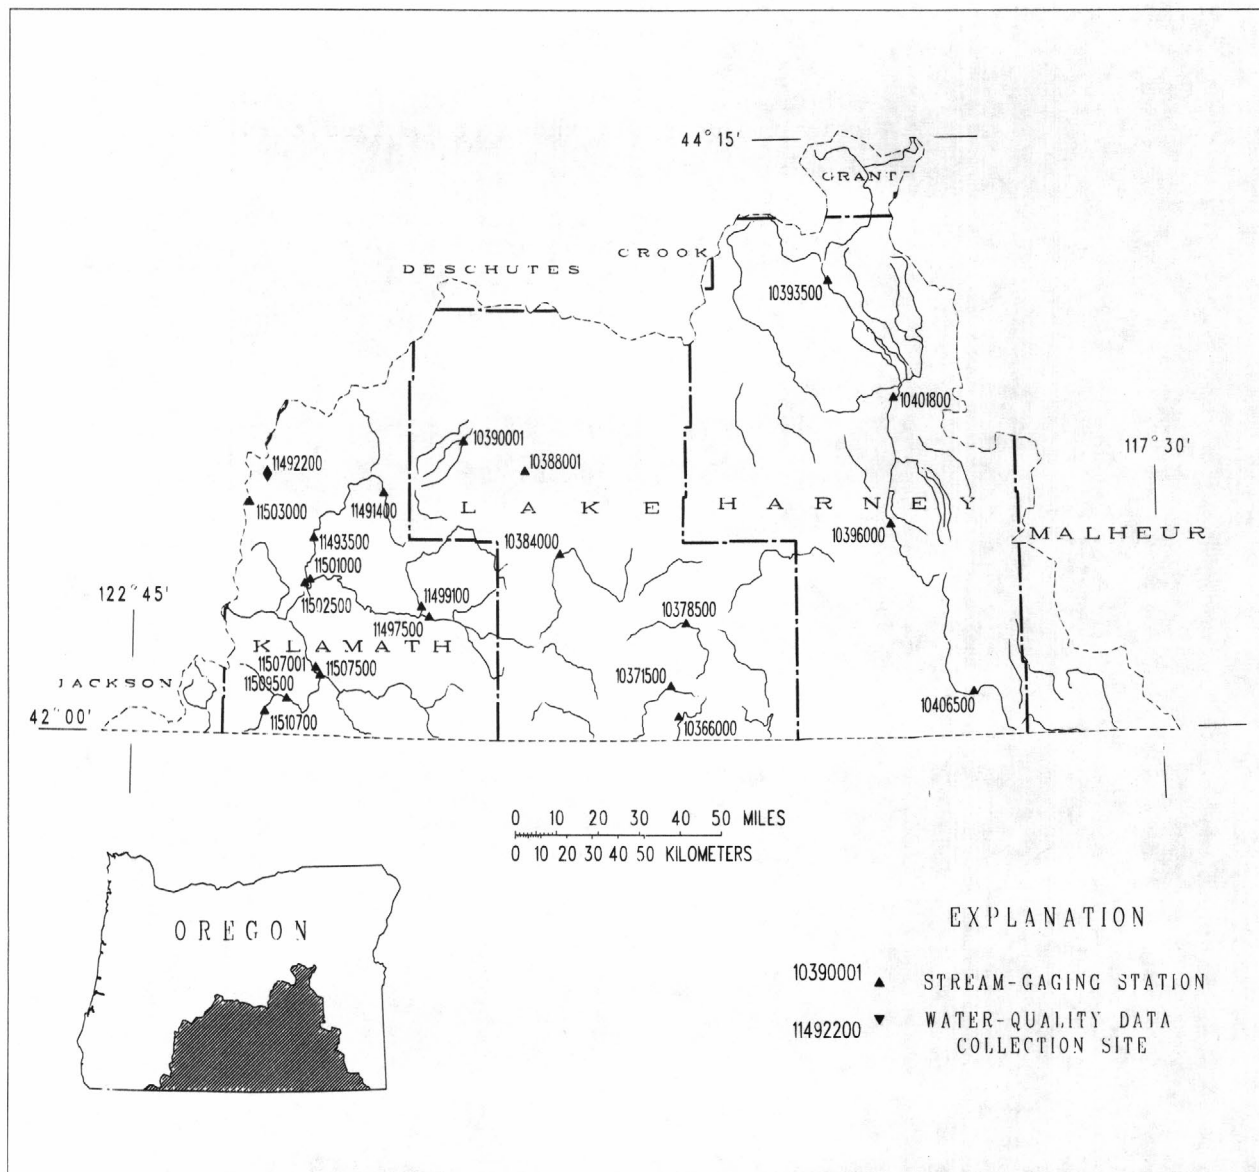 44°15'
GRANT
CROOK
DESCHUTES
10393500
10401800
10390001
117°30'
11492200
10388001
11503000
11491400
LAKE
HARNEY
11493500
10384000
10396000
MALHEUR
11501000
122°45'
11502500
11499100
11497500
10378500
KLAMATH
11507001
11507500
JACKSON
11509500
10371500
10406500
42°00'
11510700
10366000
0 10 20 30 40 50 MILES
0 10 20 30 40 50 KILOMETERS
OREGON
EXPLANATION
10390001 STREAM-GAGING STATION
11492200 WATER-QUALITY DATA
COLLECTION SITE